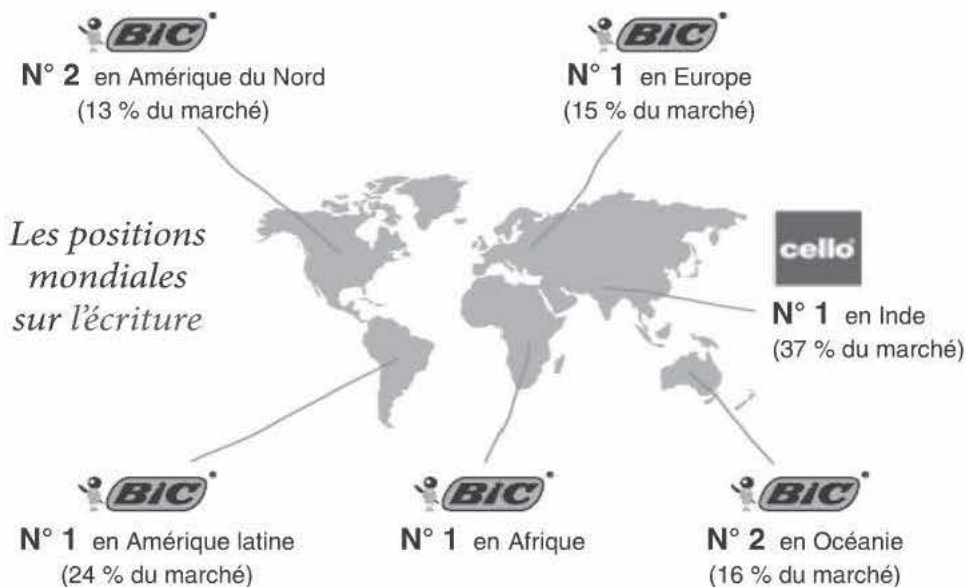 BiC
N° 2 en Amérique du Nord
(13 % du marché)
BiC
N° 1 en Europe
(15 % du marché)
Les positions
mondiales
sur l'écriture
cello
N° 1 en Inde
(37 % du marché)
BiC
N° 1 en Amérique latine
(24 % du marché)
BiC
N° 1 en Afrique
BiC
N° 2 en Océanie
(16 % du marché)